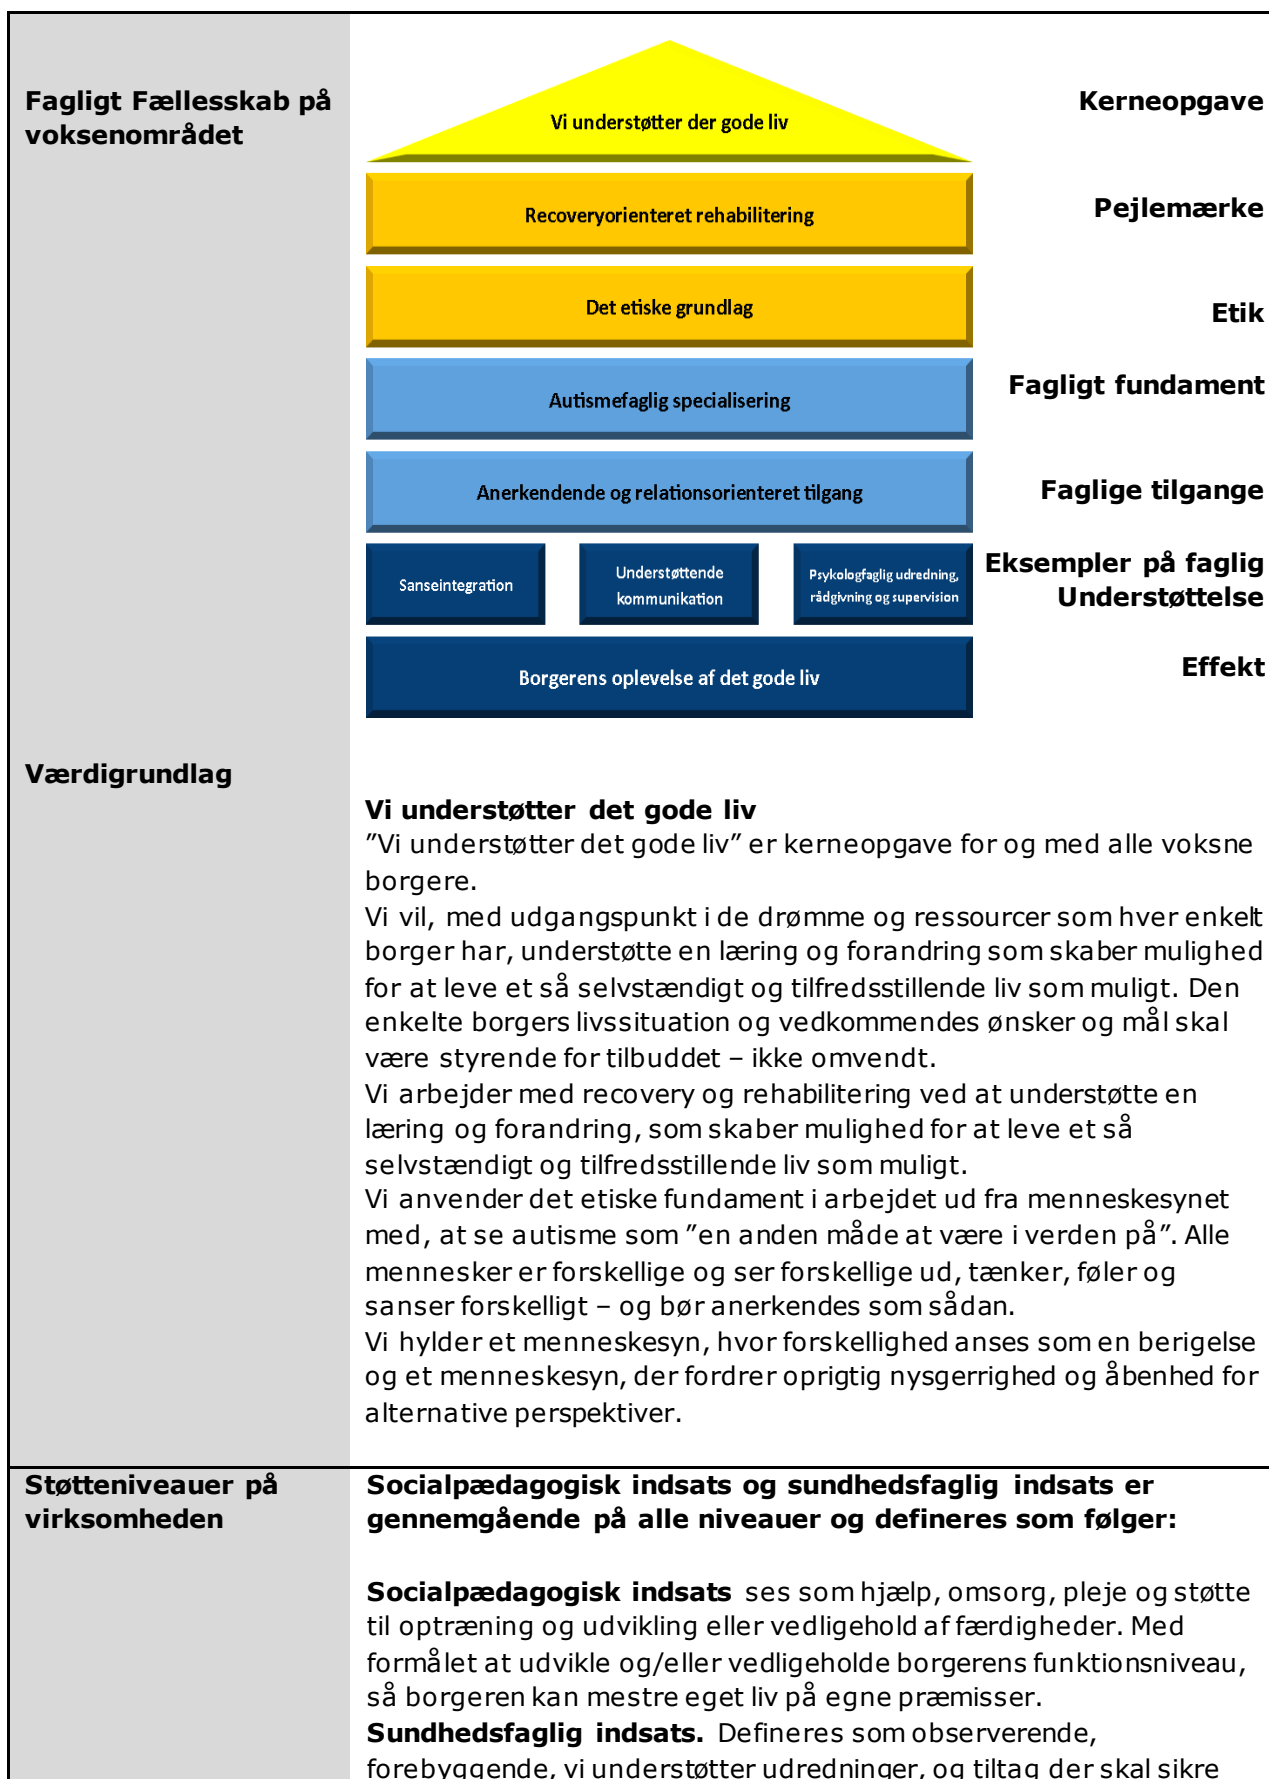 Fagligt Fællesskab på
voksenområdet
Vi understøtter der gode liv
Kerneopgave
Recoveryorienteret rehabilitering
Pejlemærke
Det etiske grundlag
Etik
Autismefaglig specialisering
Fagligt fundament
Anerkendende og relationsorienteret tilgang
Faglige tilgange
Sanseintegration
Understøttende
kommunikation
Psykologfaglig udredning,
rådgivning og supervision
Eksempler på faglig
Understøttelse
Borgerens oplevelse af det gode liv
Effekt
Værdigrundlag
Vi understøtter det gode liv
”Vi understøtter det gode liv” er kerneopgave for og med alle voksne
borgere.
Vi vil, med udgangspunkt i de drømme og ressourcer som hver enkelt
borger har, understøtte en læring og forandring som skaber mulighed
for at leve et så selvstændigt og tilfredsstillende liv som muligt. Den
enkelte borgers livssituation og vedkommendes ønsker og mål skal
være styrende for tilbuddet – ikke omvendt.
Vi arbejder med recovery og rehabilitering ved at understøtte en
læring og forandring, som skaber mulighed for at leve et så
selvstændigt og tilfredsstillende liv som muligt.
Vi anvender det etiske fundament i arbejdet ud fra menneskesynet
med, at se autisme som ”en anden måde at være i verden på”. Alle
mennesker er forskellige og ser forskellige ud, tænker, føler og
sanser forskelligt – og bør anerkendes som sådan.
Vi hylder et menneskesyn, hvor forskellighed anses som en berigelse
og et menneskesyn, der fordrer oprigtig nysgerrighed og åbenhed for
alternative perspektiver.
Støtteniveauer på
virksomheden
Socialpædagogisk indsats og sundhedsfaglig indsats er
gennemgående på alle niveauer og defineres som følger:
Socialpædagogisk indsats ses som hjælp, omsorg, pleje og støtte
til optræning og udvikling eller vedligehold af færdigheder. Med
formålet at udvikle og/eller vedligeholde borgerens funktionsniveau,
så borgeren kan mestre eget liv på egne præmisser.
Sundhedsfaglig indsats. Defineres som observerende,
forebyggende, vi understøtter udredninger, og tiltag der skal sikre